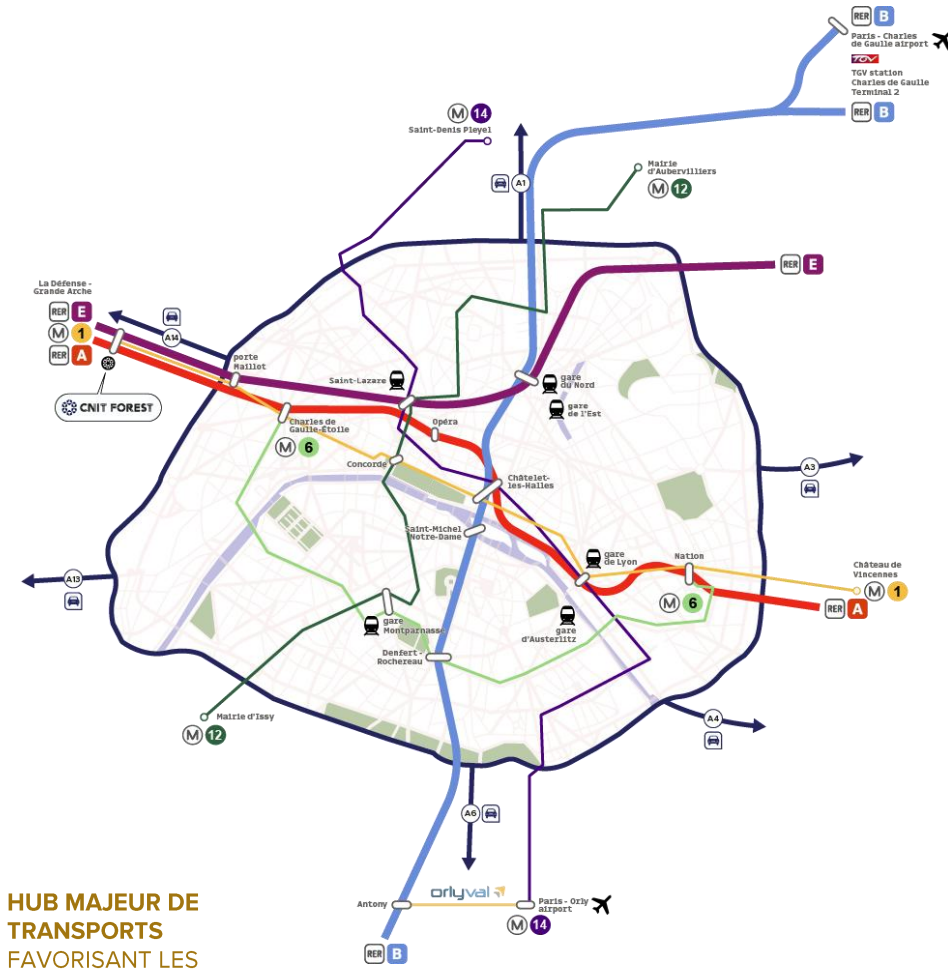 RER B
Paris - Charles
de Gaulle airport
TGV
TGV station
Charles de Gaulle
Terminal 2
RER B
M 14
Saint-Denis Pleyel
A1
Mairie
d'Aubervilliers
M 12
RER E
La Défense -
Grande Arche
RER E
M 1
RER A
A14
CNIT FOREST
porte
Maillot
Saint-Lazare
gare
du Nord
gare
de l'Est
Charles de
Gaulle-Étoile
M 6
Opéra
Concorde
Châtelet-
les-Halles
A3
Saint-Michel
Notre-Dame
gare
de Lyon
Nation
M 6
Château de
Vincennes
M 1
RER A
A13
gare
Montparnasse
gare
d'Austerlitz
Denfert -
Rochereau
Mairie d'Issy
M 12
A4
A6
orlyval
Antony
Paris - Orly
airport
M 14
RER B
HUB MAJEUR DE
TRANSPORTS
FAVORISANT LES